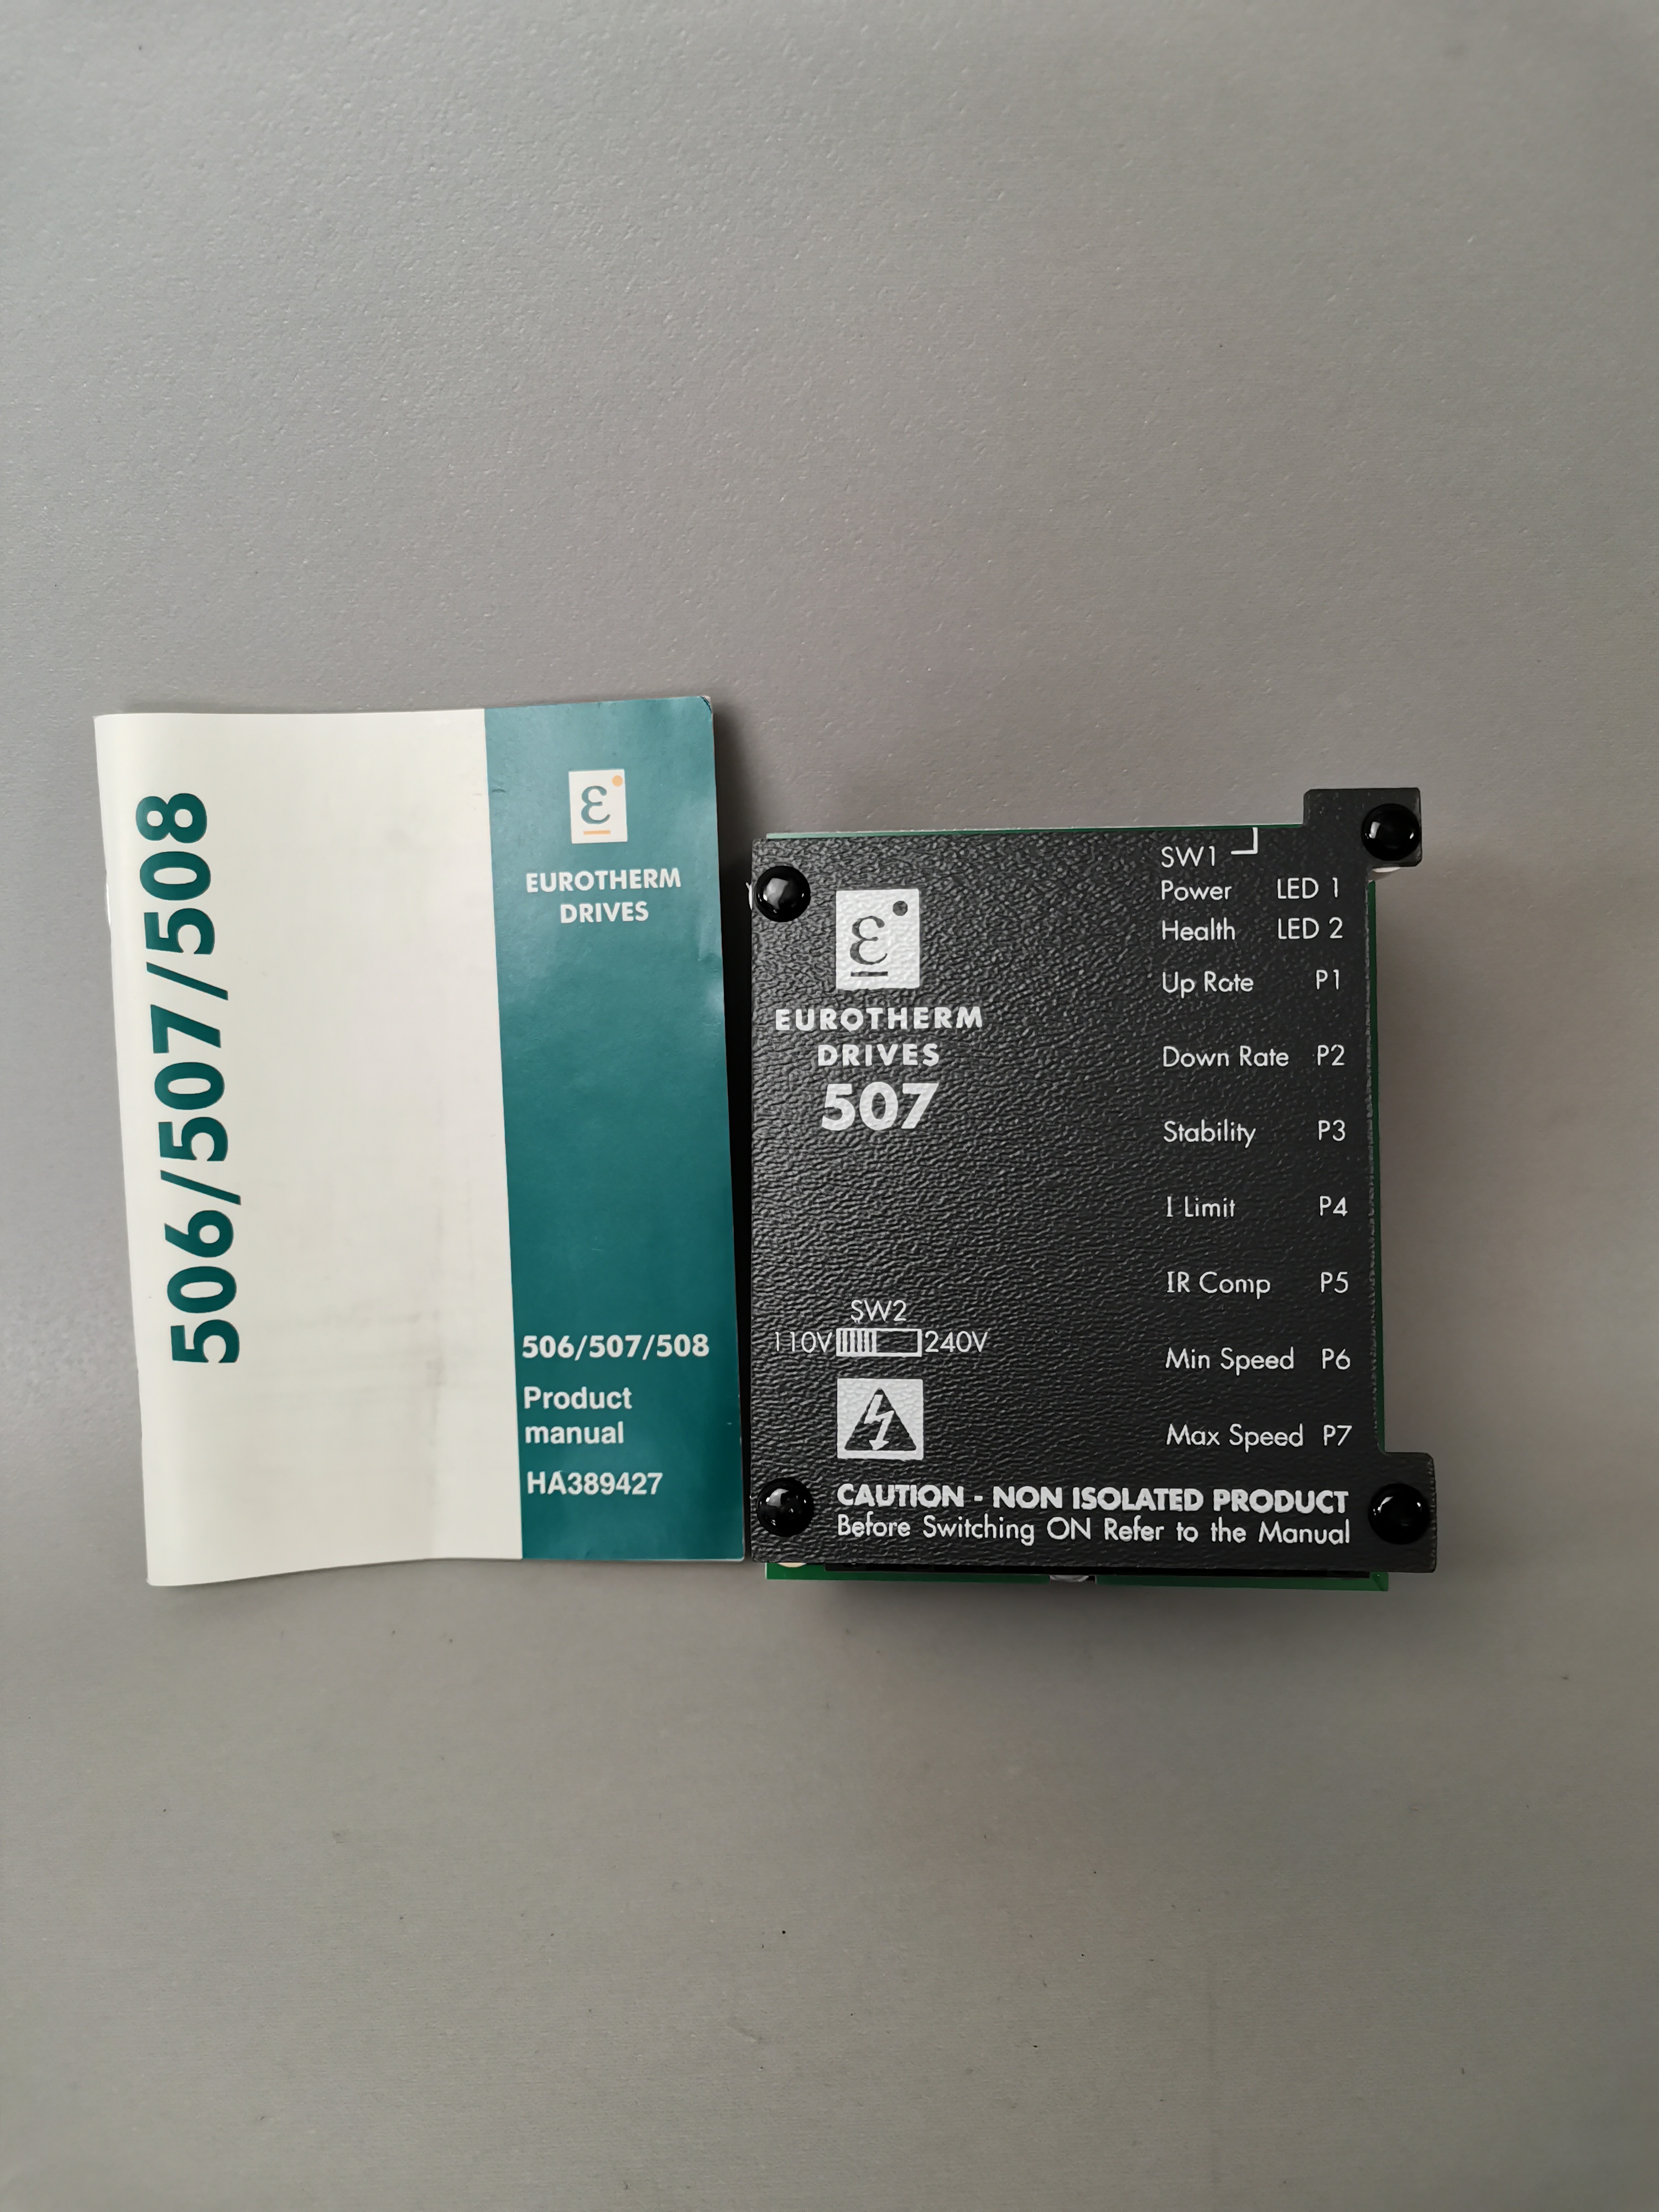 506/507/508
EUROTHERM
DRIVES
506/507/508
Product
manual
HA389427
EUROTHERM
DRIVES
507
SW1
Power LED 1
Health LED 2
Up Rate P1
Down Rate P2
Stability P3
I Limit P4
IR Comp P5
Min Speed P6
Max Speed P7
SW2
110V 240V
CAUTION - NON ISOLATED PRODUCT
Before Switching ON Refer to the Manual